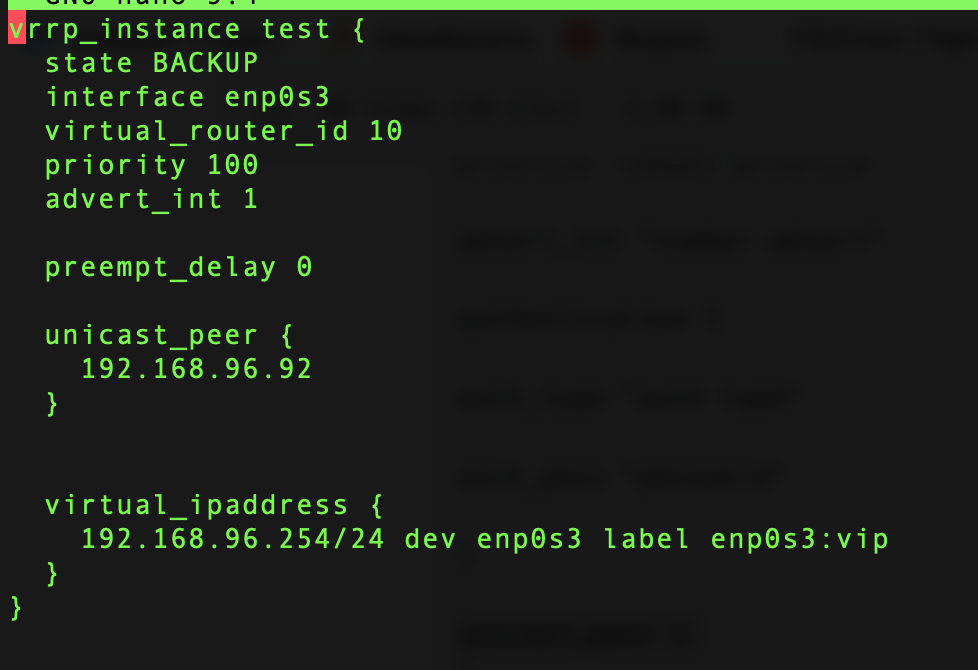 vrrp_instance test {
state BACKUP
interface enp0s3
virtual_router_id 10
priority 100
advert_int 1
preempt_delay 0
unicast_peer {
192.168.96.92
}
virtual_ipaddress {
192.168.96.254/24 dev enp0s3 label enp0s3:vip
}
}